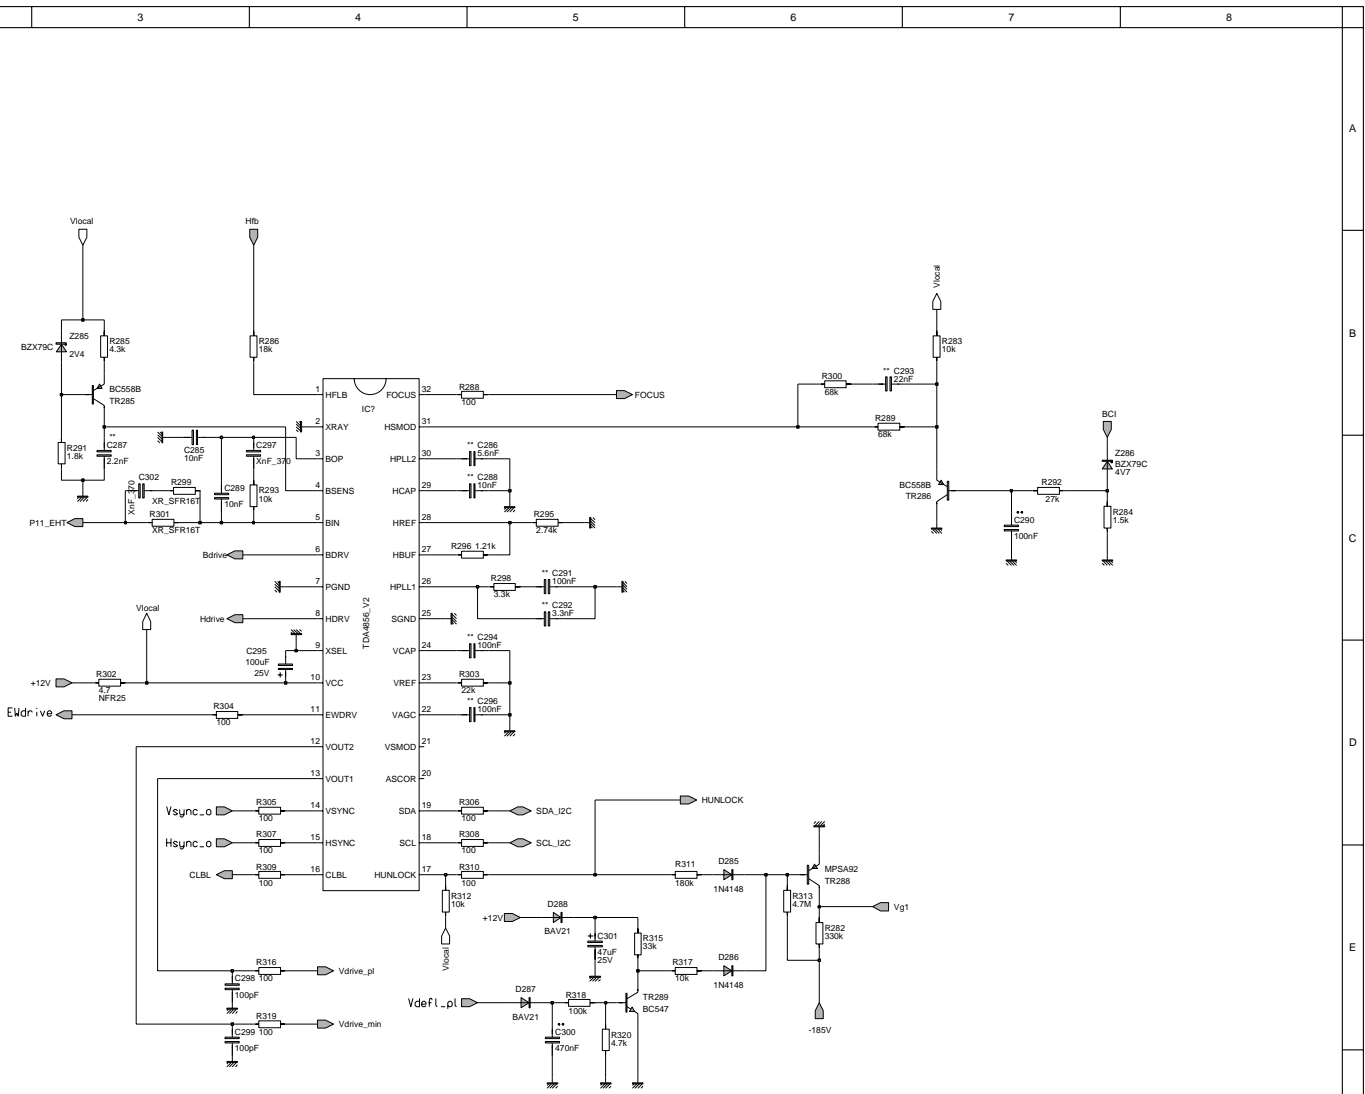 3 4 5 6 7 8
A
Vlocal
Hfb
Vlocal
B
Z285
BZX79C
2V4
R285
4.3k
R286
18k
R283
10k
BC558B
TR285
1
HFLB
FOCUS
32
R288
100
FOCUS
R300
68k
** C293
22nF
IC?
2
XRAY
HSMOD
31
R289
68k
BCI
R291
1.8k
**
C287
2.2nF
C285
10nF
C297
XnF_370
3
BOP
HPLL2
30
** C286
5.6nF
Z286
BZX79C
4V7
C302
XnF_370
R299
XR_SFR16T
C289
10nF
R293
10k
4
BSENS
HCAP
29
** C288
10nF
BC558B
TR286
R292
27k
P11_EHT
R301
XR_SFR16T
5
BIN
HREF
28
R295
2.74k
**
C290
100nF
R284
1.5k
C
Bdrive
6
BDRV
HBUF
27
R296 1.21k
7
PGND
HPLL1
26
R298
3.3k
** C291
100nF
Vlocal
Hdrive
8
HDRV
TDA4856_V2
SGND
25
** C292
3.3nF
C295
100uF
25V
+
9
XSEL
VCAP
24
** C294
100nF
+12V
R302
4.7
NFR25
10
VCC
VREF
23
R303
22k
EWdrive
R304
100
11
EWDRV
VAGC
22
** C296
100nF
12
VOUT2
VSMOD
21
D
13
VOUT1
ASCOR
20
Vsync_o
R305
100
14
VSYNC
SDA
19
R306
100
SDA_I2C
HUNLOCK
Hsync_o
R307
100
15
HSYNC
SCL
18
R308
100
SCL_I2C
CLBL
R309
100
16
CLBL
HUNLOCK
17
R310
100
R311
180k
D285
1N4148
MPSA92
TR288
R312
10k
R313
4.7M
Vg1
+12V
D288
BAV21
R282
330k
Vlocal
+ C301
47uF
25V
R315
33k
E
R316
100
Vdrive_pl
C298
100pF
R317
10k
D286
1N4148
Vdefl_pl
D287
BAV21
R318
100k
TR289
BC547
R319
100
Vdrive_min
C299
100pF
**
C300
470nF
R320
4.7k
-185V